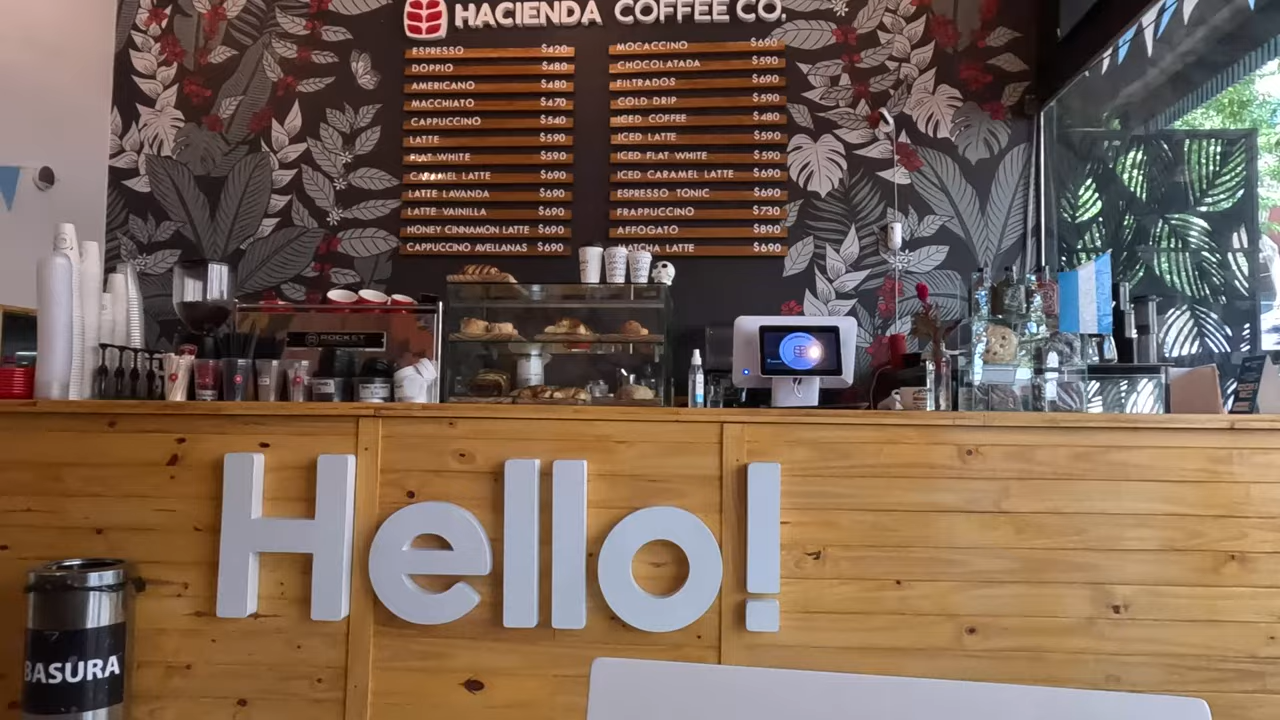 HACIENDA COFFEE CO.
ESPRESSO $420
DOPPIO $480
AMERICANO $480
MACCHIATO $470
CAPPUCCINO $540
LATTE $590
FLAT WHITE $590
CARAMEL LATTE $690
LATTE LAVANDA $690
LATTE VAINILLA $690
HONEY CINNAMON LATTE $690
CAPPUCCINO AVELLANAS $690
MOCACCINO $690
CHOCOLATADA $590
FILTRADOS $690
COLD DRIP $590
ICED COFFEE $480
ICED LATTE $590
ICED FLAT WHITE $590
ICED CARAMEL LATTE $690
ESPRESSO TONIC $690
FRAPPUCCINO $730
AFFOGATO $890
MATCHA LATTE $690
ROCKET
Hello!
BASURA